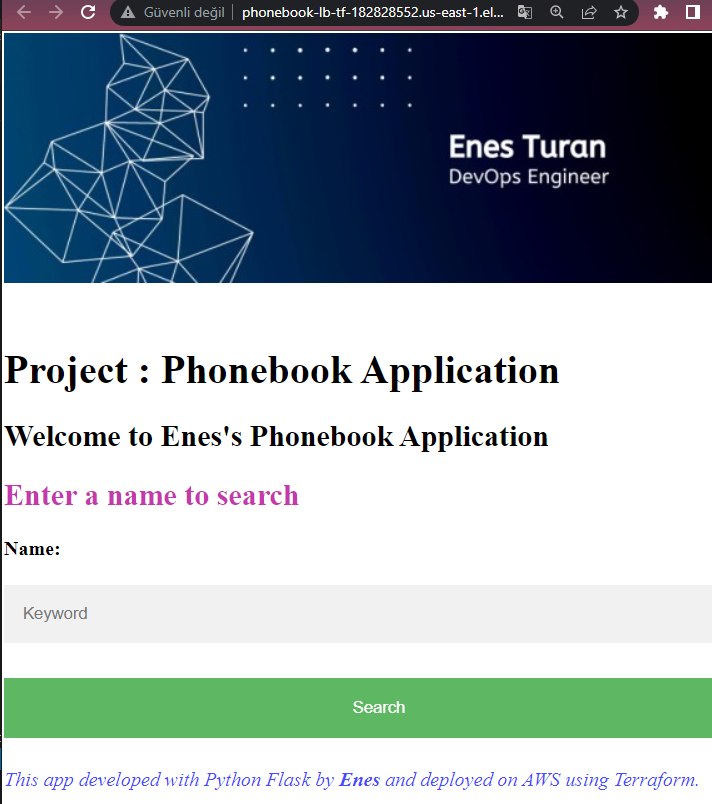 Güvenli değil phonebook-lb-tf-182828552.us-east-1.el...
Enes Turan
DevOps Engineer
Project : Phonebook Application
Welcome to Enes's Phonebook Application
Enter a name to search
Name:
Keyword
Search
This app developed with Python Flask by Enes and deployed on AWS using Terraform.